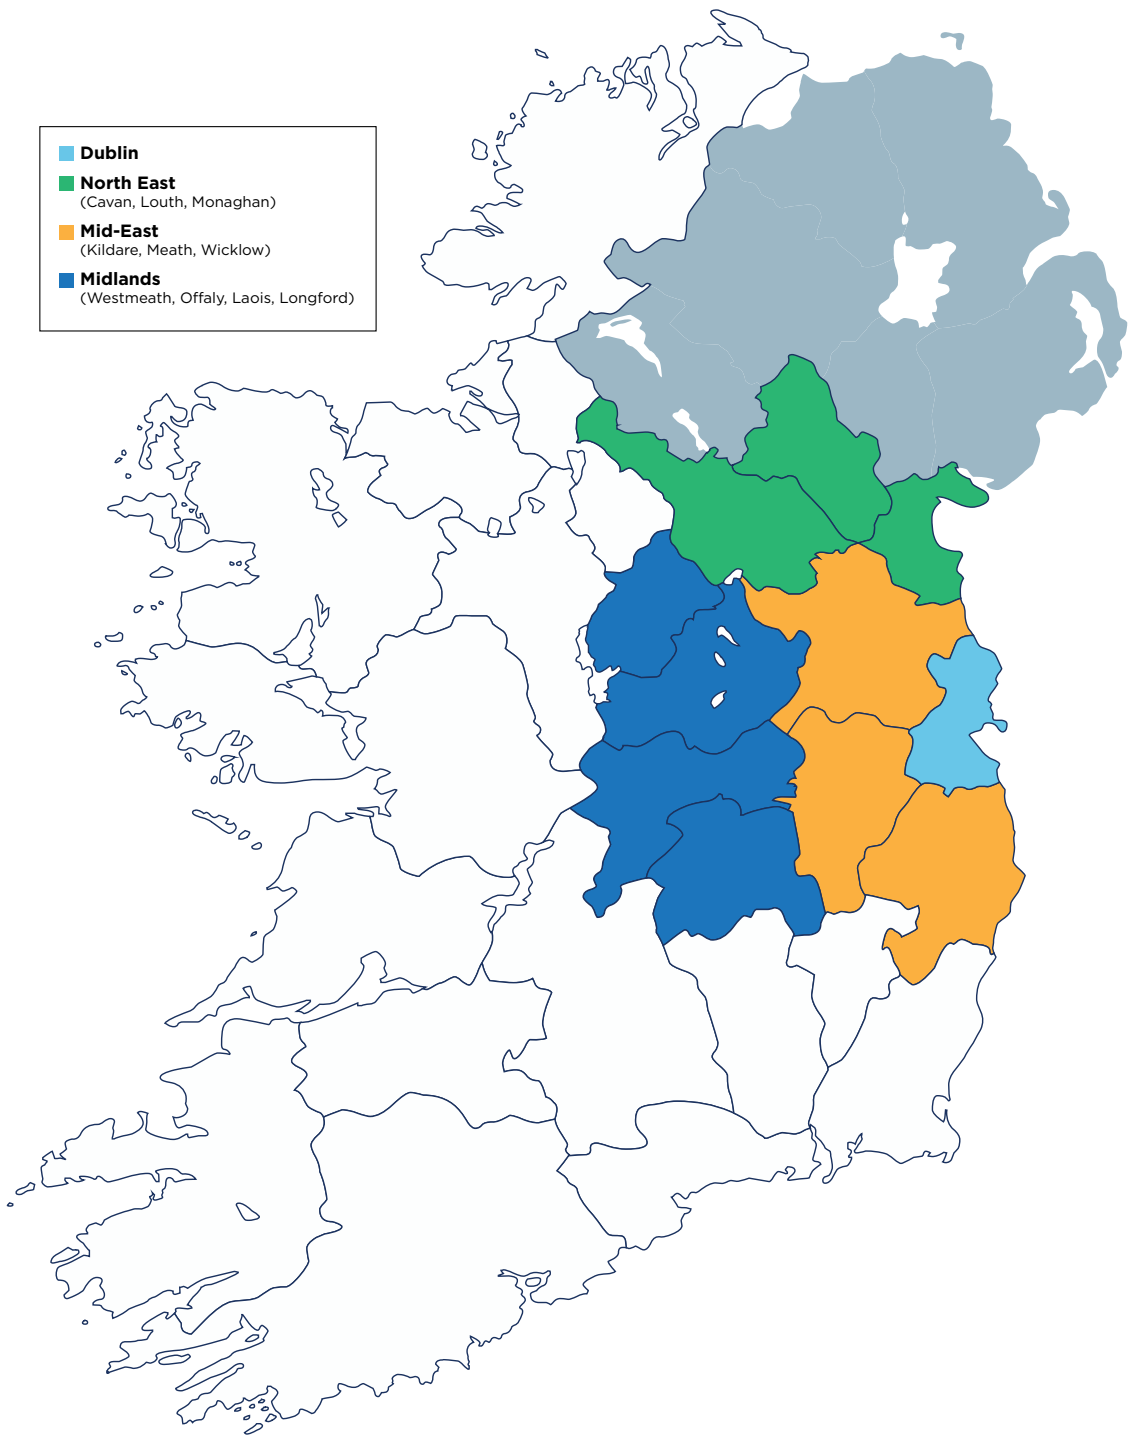 Dublin
North East
(Cavan, Louth, Monaghan)
Mid-East
(Kildare, Meath, Wicklow)
Midlands
(Westmeath, Offaly, Laois, Longford)